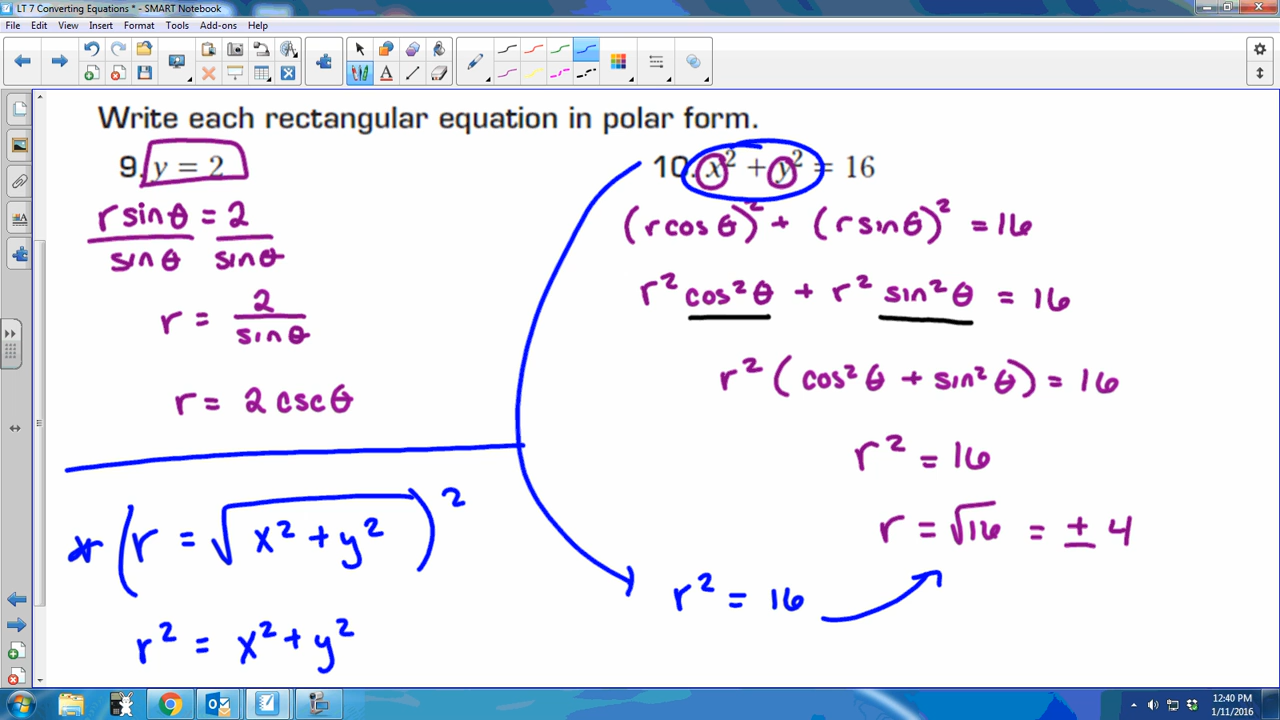 LT 7 Converting Equations * - SMART Notebook
File Edit View Insert Format Tools Add-ons Help
Write each rectangular equation in polar form.
9. y = 2
r sin θ = 2
sin θ sin θ
r = 2 / sin θ
r = 2 csc θ
* (r = √(x² + y²))²
r² = x² + y²
10. x² + y² = 16
(r cos θ)² + (r sin θ)² = 16
r² cos² θ + r² sin² θ = 16
r² (cos² θ + sin² θ) = 16
r² = 16
r = √16 = ± 4
r² = 16
12:40 PM
1/11/2016